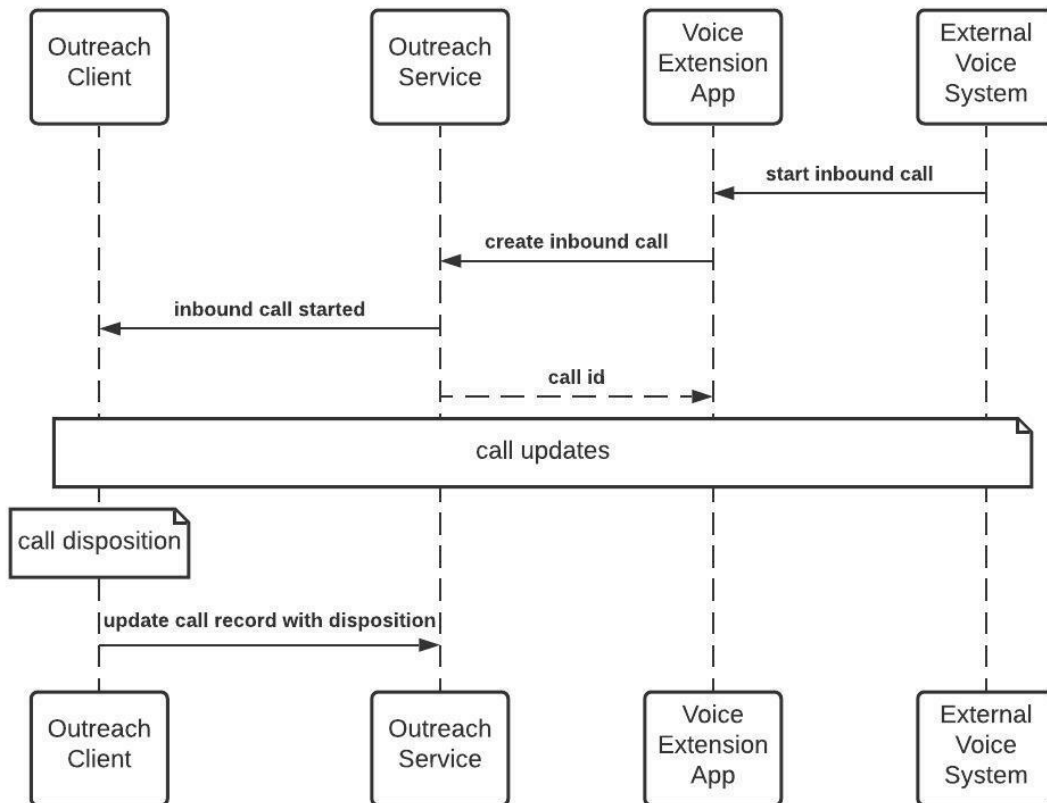 Outreach
Client
Outreach
Service
Voice
Extension
App
External
Voice
System
start inbound call
create inbound call
inbound call started
call id
call updates
call disposition
update call record with disposition
Outreach
Client
Outreach
Service
Voice
Extension
App
External
Voice
System